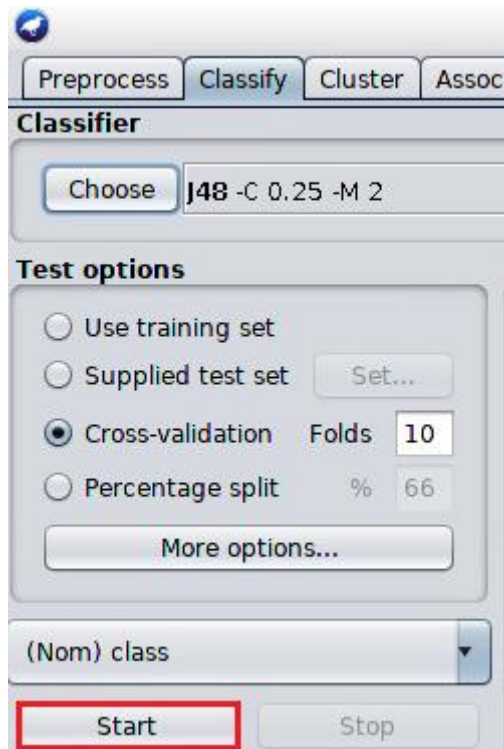 Preprocess Classify Cluster Assoc
Classifier
Choose J48 -C 0.25 -M 2
Test options
Use training set
Supplied test set Set...
Cross-validation Folds 10
Percentage split % 66
More options...
(Nom) class
Start Stop